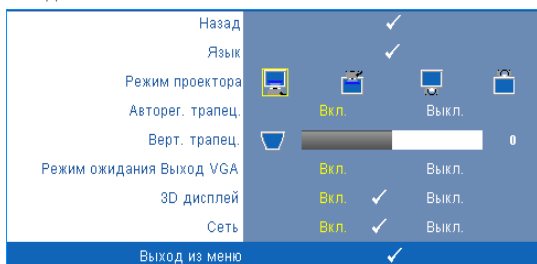 Назад
Язык
Режим проектора
Авторег. трапец. Вкл. Выкл.
Верт. трапец. 0
Режим ожидания Выход VGA Вкл. Выкл.
3D дисплей Вкл. Выкл.
Сеть Вкл. Выкл.
Выход из меню